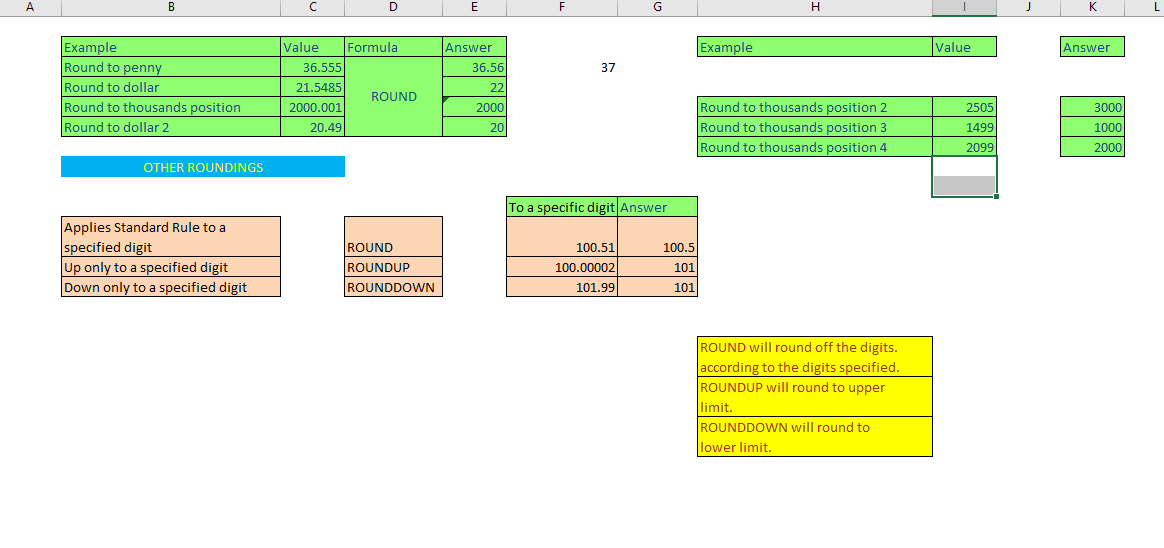 A B C D E F G H I J K L
Example Value Formula Answer Example Value Answer
Round to penny 36.555 36.56 37
Round to dollar 21.5485 22
ROUND
Round to thousands position 2000.001 2000 Round to thousands position 2 2505 3000
Round to dollar 2 20.49 20 Round to thousands position 3 1499 1000
Round to thousands position 4 2099 2000
OTHER ROUNDINGS
To a specific digit Answer
Applies Standard Rule to a
specified digit ROUND 100.51 100.5
Up only to a specified digit ROUNDUP 100.00002 101
Down only to a specified digit ROUNDDOWN 101.99 101
ROUND will round off the digits.
according to the digits specified.
ROUNDUP will round to upper
limit.
ROUNDDOWN will round to
lower limit.